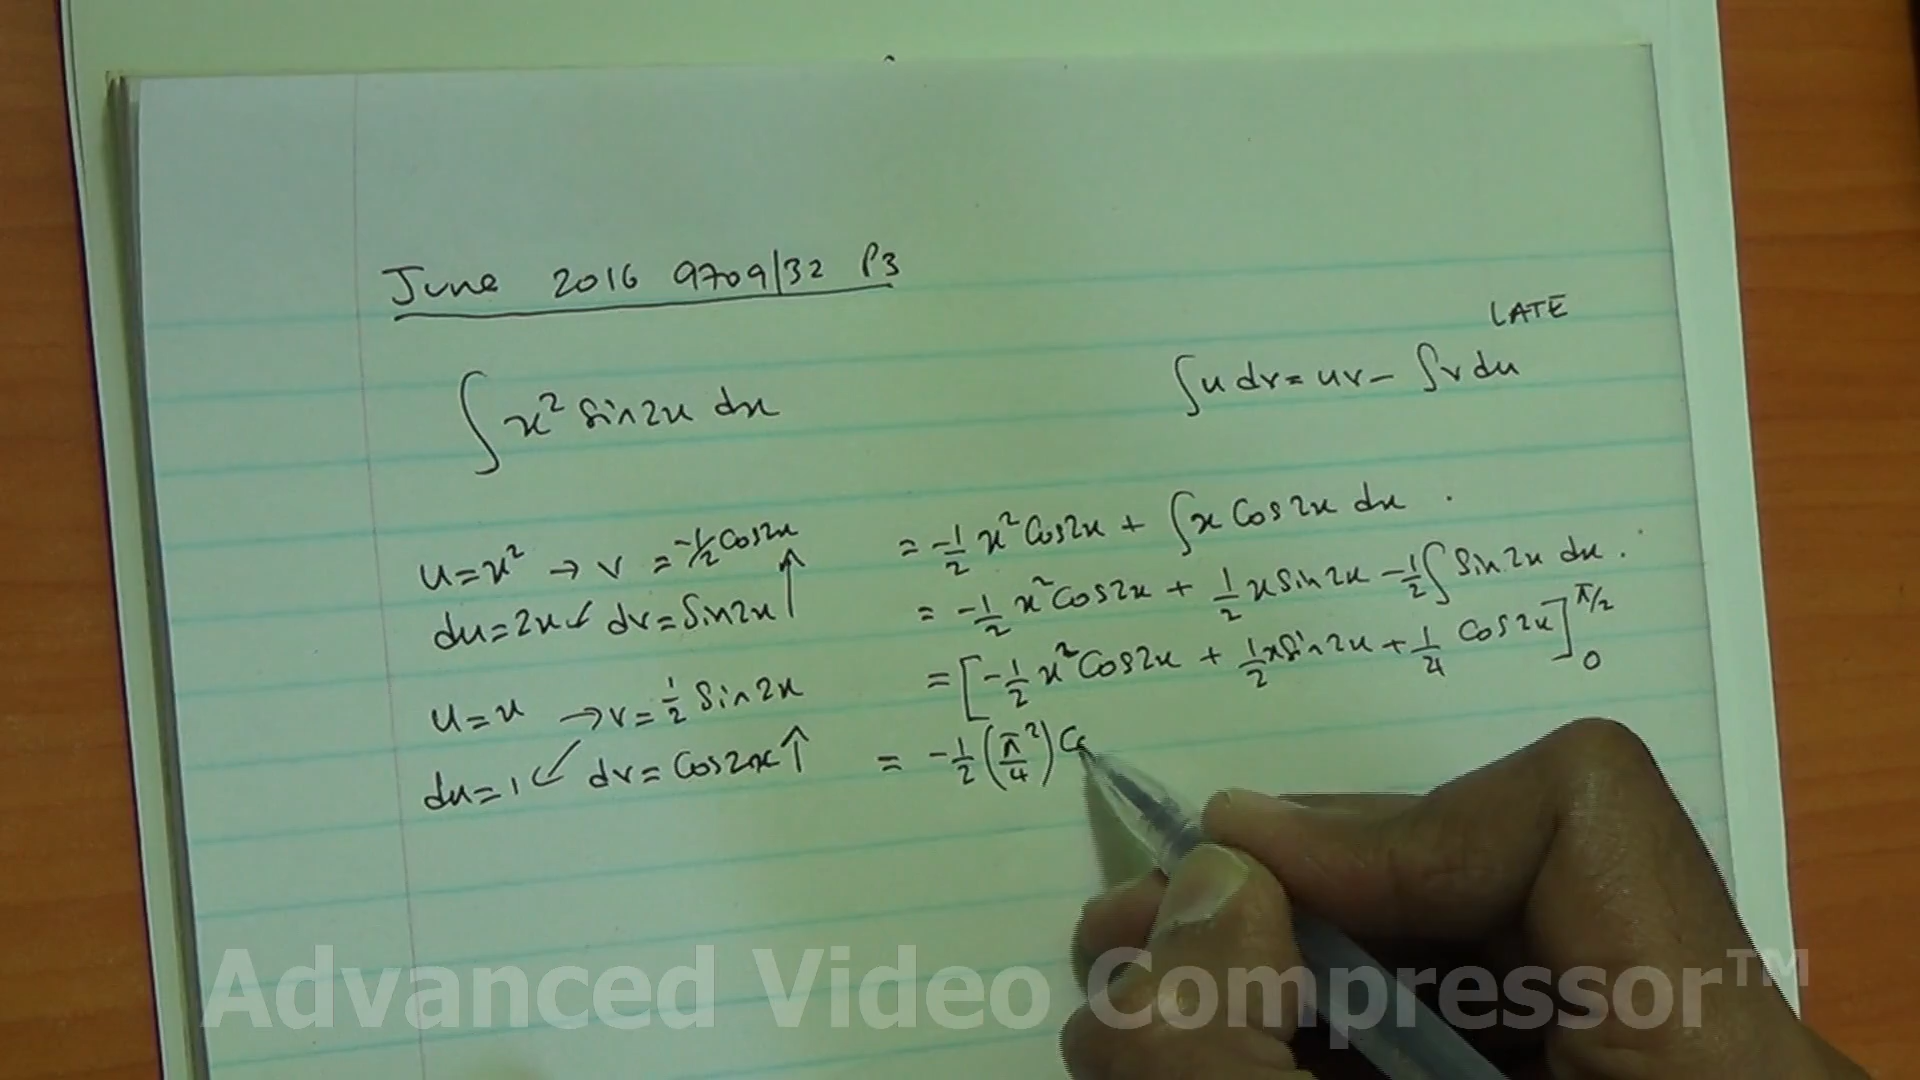 June 2016 9709/32 P3
LATE
∫u dv = uv − ∫v du
∫ x² Sin2x dx
u = x² → v = −1/2 Cos2x
du = 2x ↙ dv = Sin2x ↑
u = x → v = 1/2 Sin2x
du = 1 ↙ dv = Cos2x ↑
= −1/2 x² Cos2x + ∫x Cos2x dx .
= −1/2 x² Cos2x + 1/2 x Sin2x − 1/2 ∫ Sin2x dx .
= [−1/2 x² Cos2x + 1/2 x Sin2x + 1/4 Cos2x]₀^π/2
= −1/2 (π²/4) Co
Advanced Video Compressor™